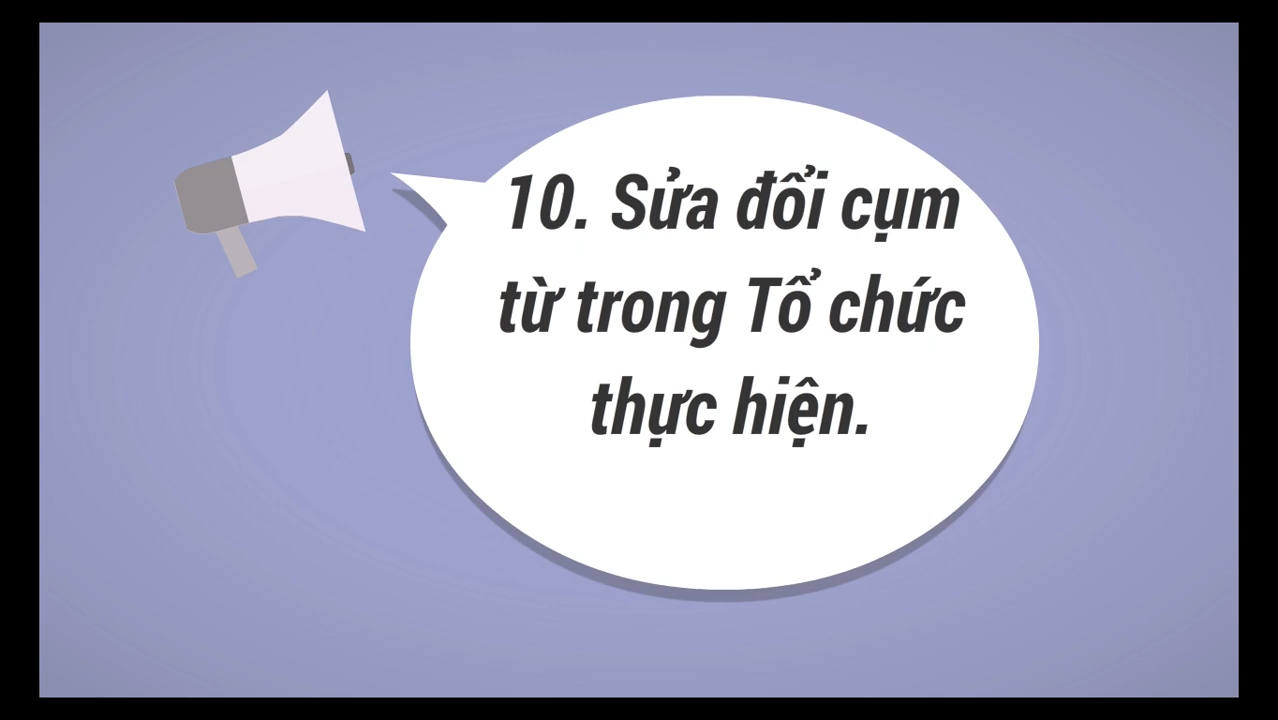 10. Sửa đổi cụm
từ trong Tổ chức
thực hiện.